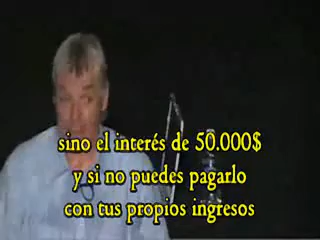 sino el interés de 50.000$
y si no puedes pagarlo
con tus propios ingresos